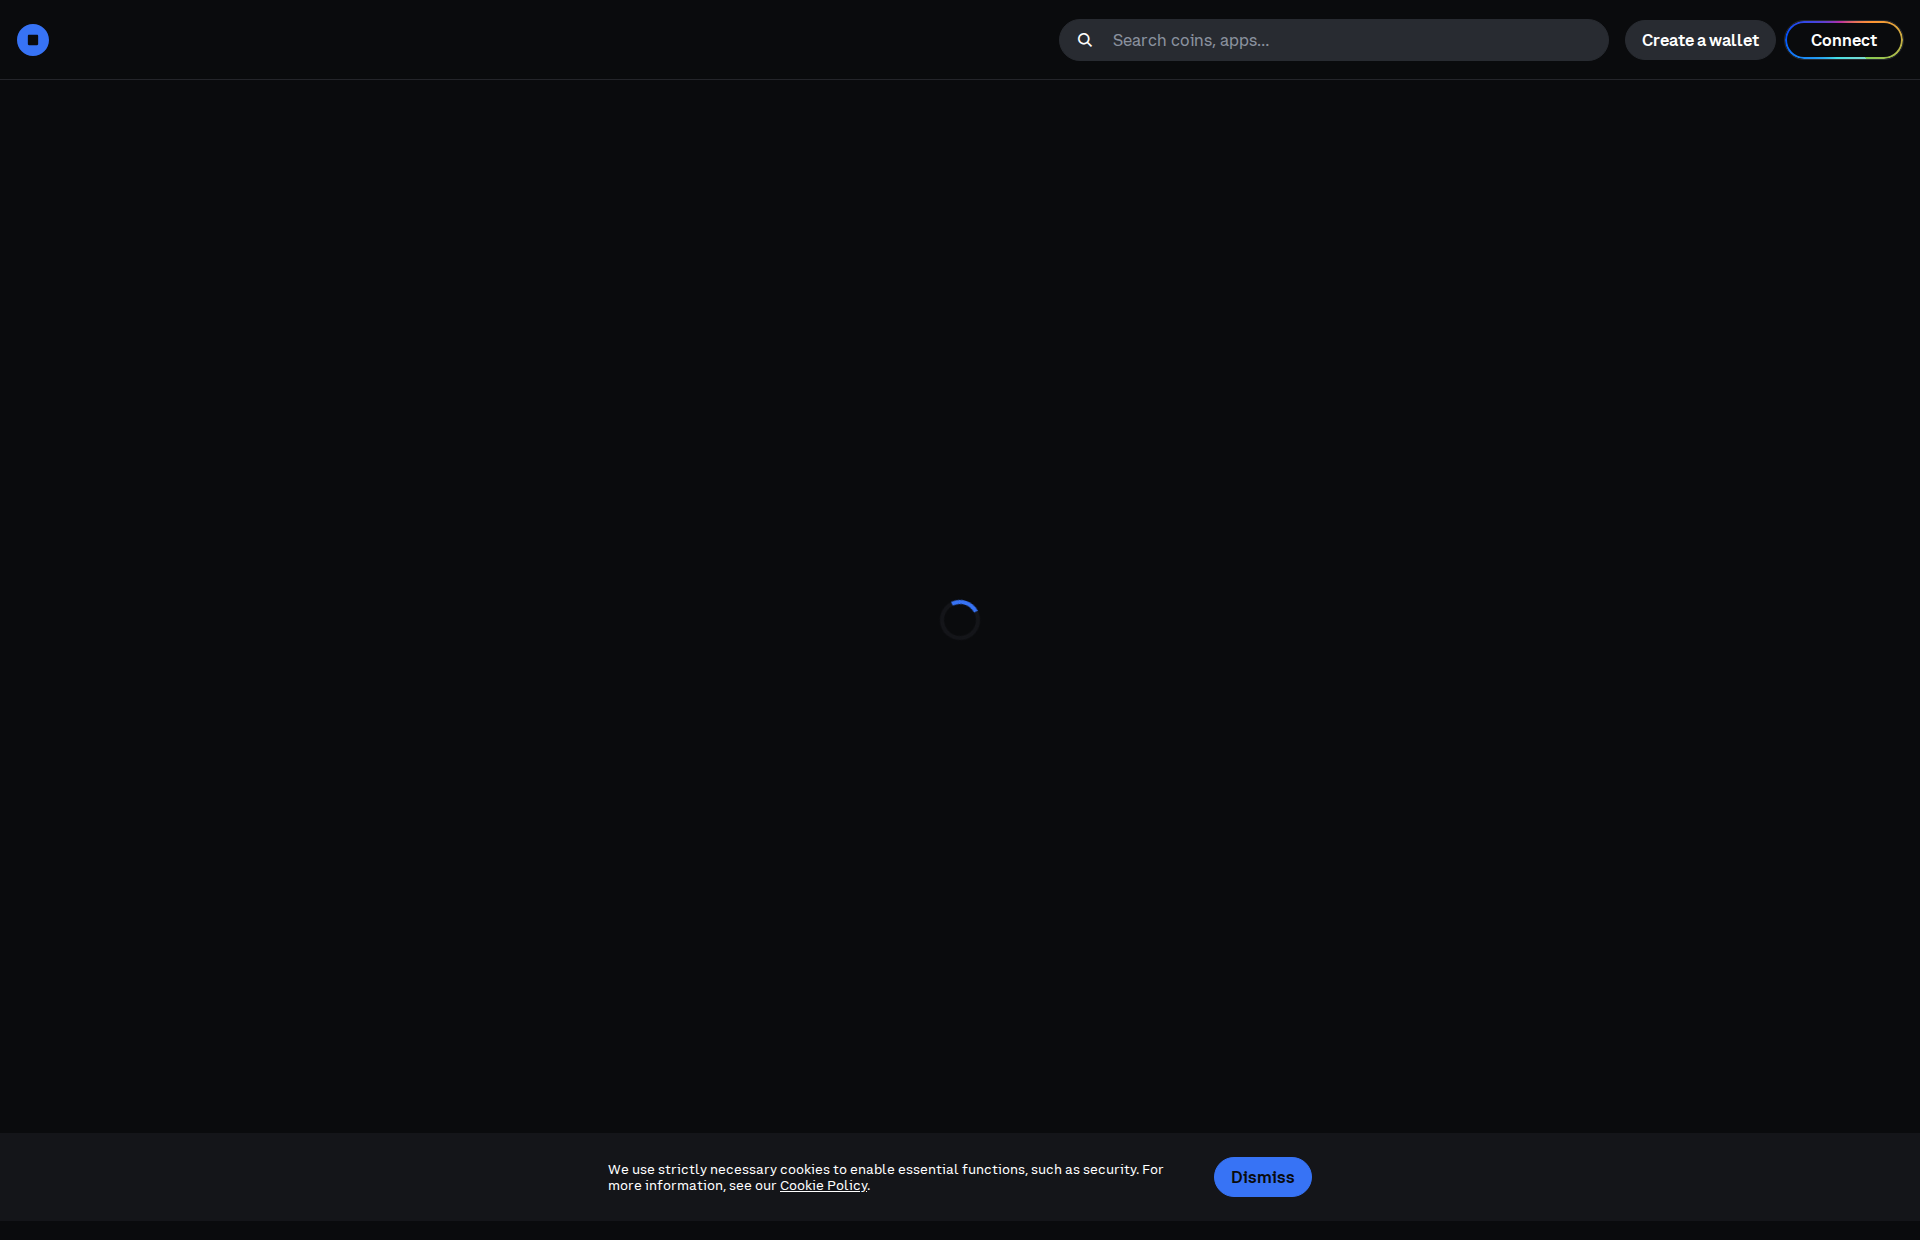 Search coins, apps...
Create a wallet
Connect
We use strictly necessary cookies to enable essential functions, such as security. For
more information, see our Cookie Policy.
Dismiss